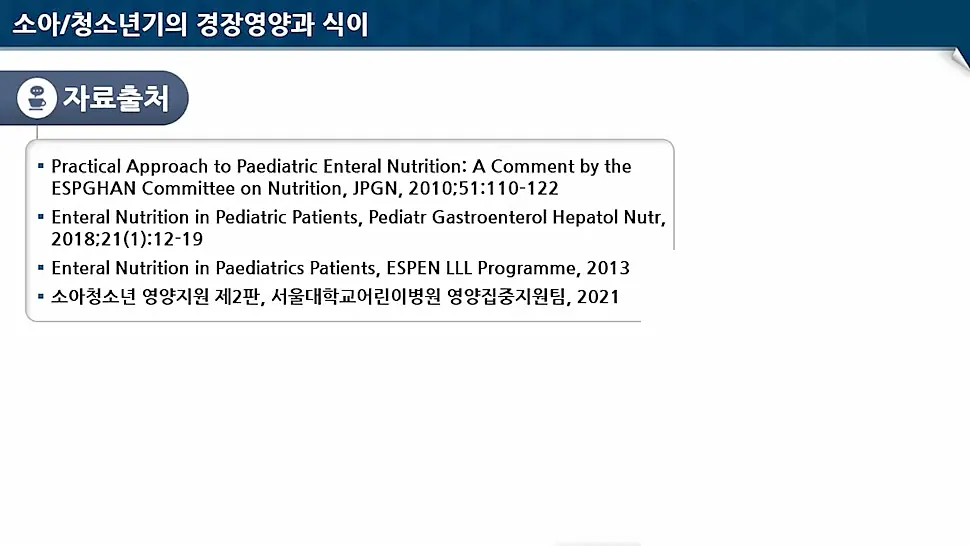 소아/청소년기의 경장영양과 식이
자료출처
▪ Practical Approach to Paediatric Enteral Nutrition: A Comment by the
ESPGHAN Committee on Nutrition, JPGN, 2010;51:110-122
▪ Enteral Nutrition in Pediatric Patients, Pediatr Gastroenterol Hepatol Nutr,
2018;21(1):12-19
▪ Enteral Nutrition in Paediatrics Patients, ESPEN LLL Programme, 2013
▪ 소아청소년 영양지원 제2판, 서울대학교어린이병원 영양집중지원팀, 2021